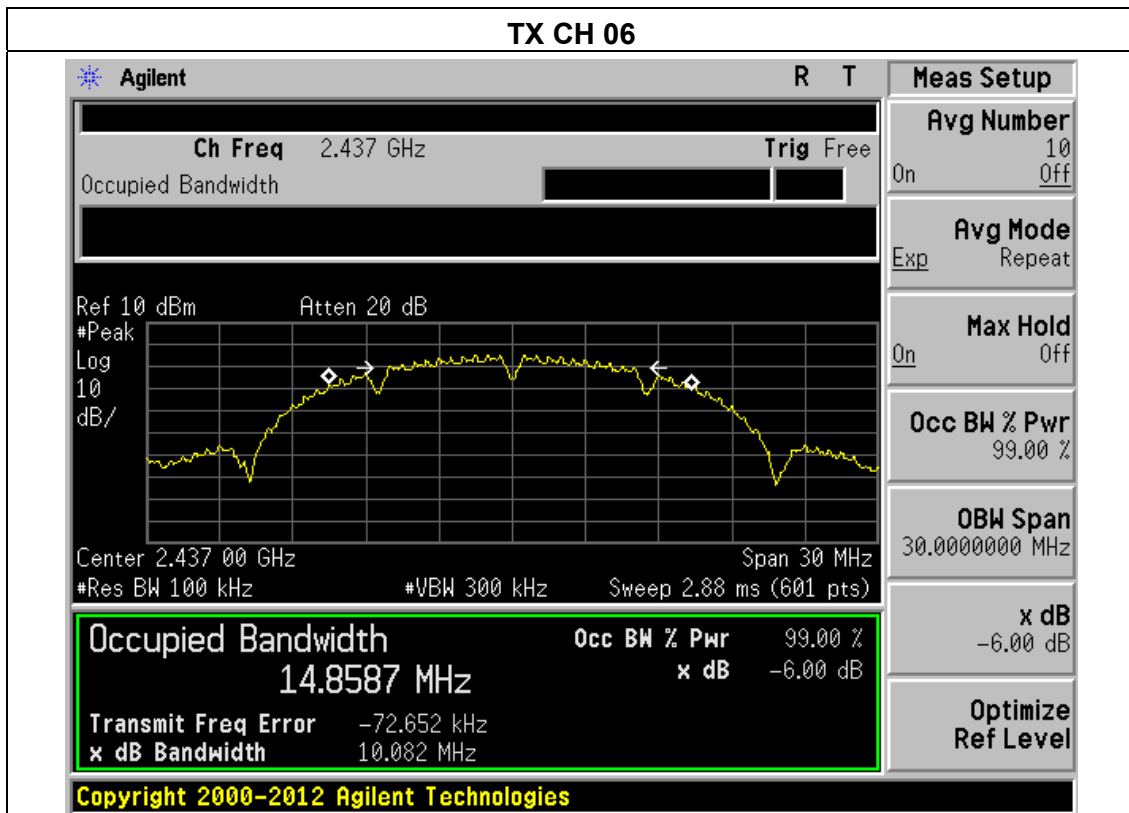 TX CH 06
Agilent R T
Ch Freq 2.437 GHz Trig Free
Occupied Bandwidth
Ref 10 dBm Atten 20 dB
#Peak
Log
10
dB/
Center 2.437 00 GHz Span 30 MHz
#Res BW 100 kHz #VBW 300 kHz Sweep 2.88 ms (601 pts)
Occupied Bandwidth Occ BW % Pwr 99.00 %
14.8587 MHz x dB -6.00 dB
Transmit Freq Error -72.652 kHz
x dB Bandwidth 10.082 MHz
Copyright 2000-2012 Agilent Technologies
Meas Setup
Avg Number
10
On Off
Avg Mode
Exp Repeat
Max Hold
On Off
Occ BW % Pwr
99.00 %
OBW Span
30.0000000 MHz
x dB
-6.00 dB
Optimize
Ref Level